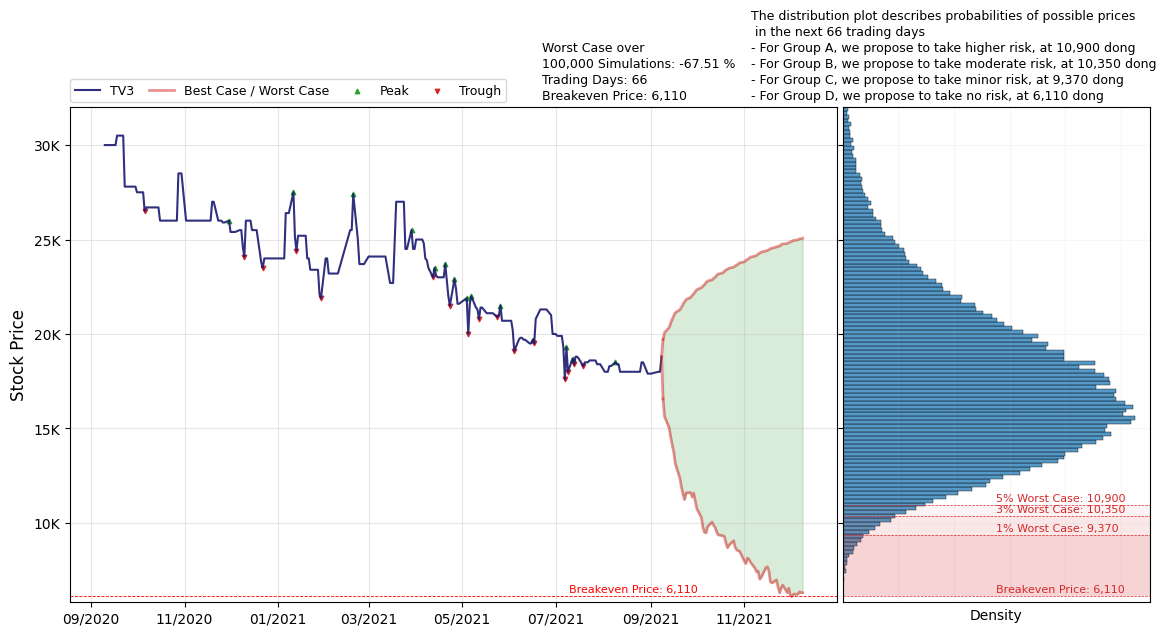 The distribution plot describes probabilities of possible prices
in the next 66 trading days
- For Group A, we propose to take higher risk, at 10,900 dong
- For Group B, we propose to take moderate risk, at 10,350 dong
- For Group C, we propose to take minor risk, at 9,370 dong
- For Group D, we propose to take no risk, at 6,110 dong
Worst Case over
100,000 Simulations: -67.51 %
Trading Days: 66
Breakeven Price: 6,110
TV3
Best Case / Worst Case
Peak
Trough
Stock Price
30K
25K
20K
15K
10K
Breakeven Price: 6,110
09/2020
11/2020
01/2021
03/2021
05/2021
07/2021
09/2021
11/2021
5% Worst Case: 10,900
3% Worst Case: 10,350
1% Worst Case: 9,370
Breakeven Price: 6,110
Density